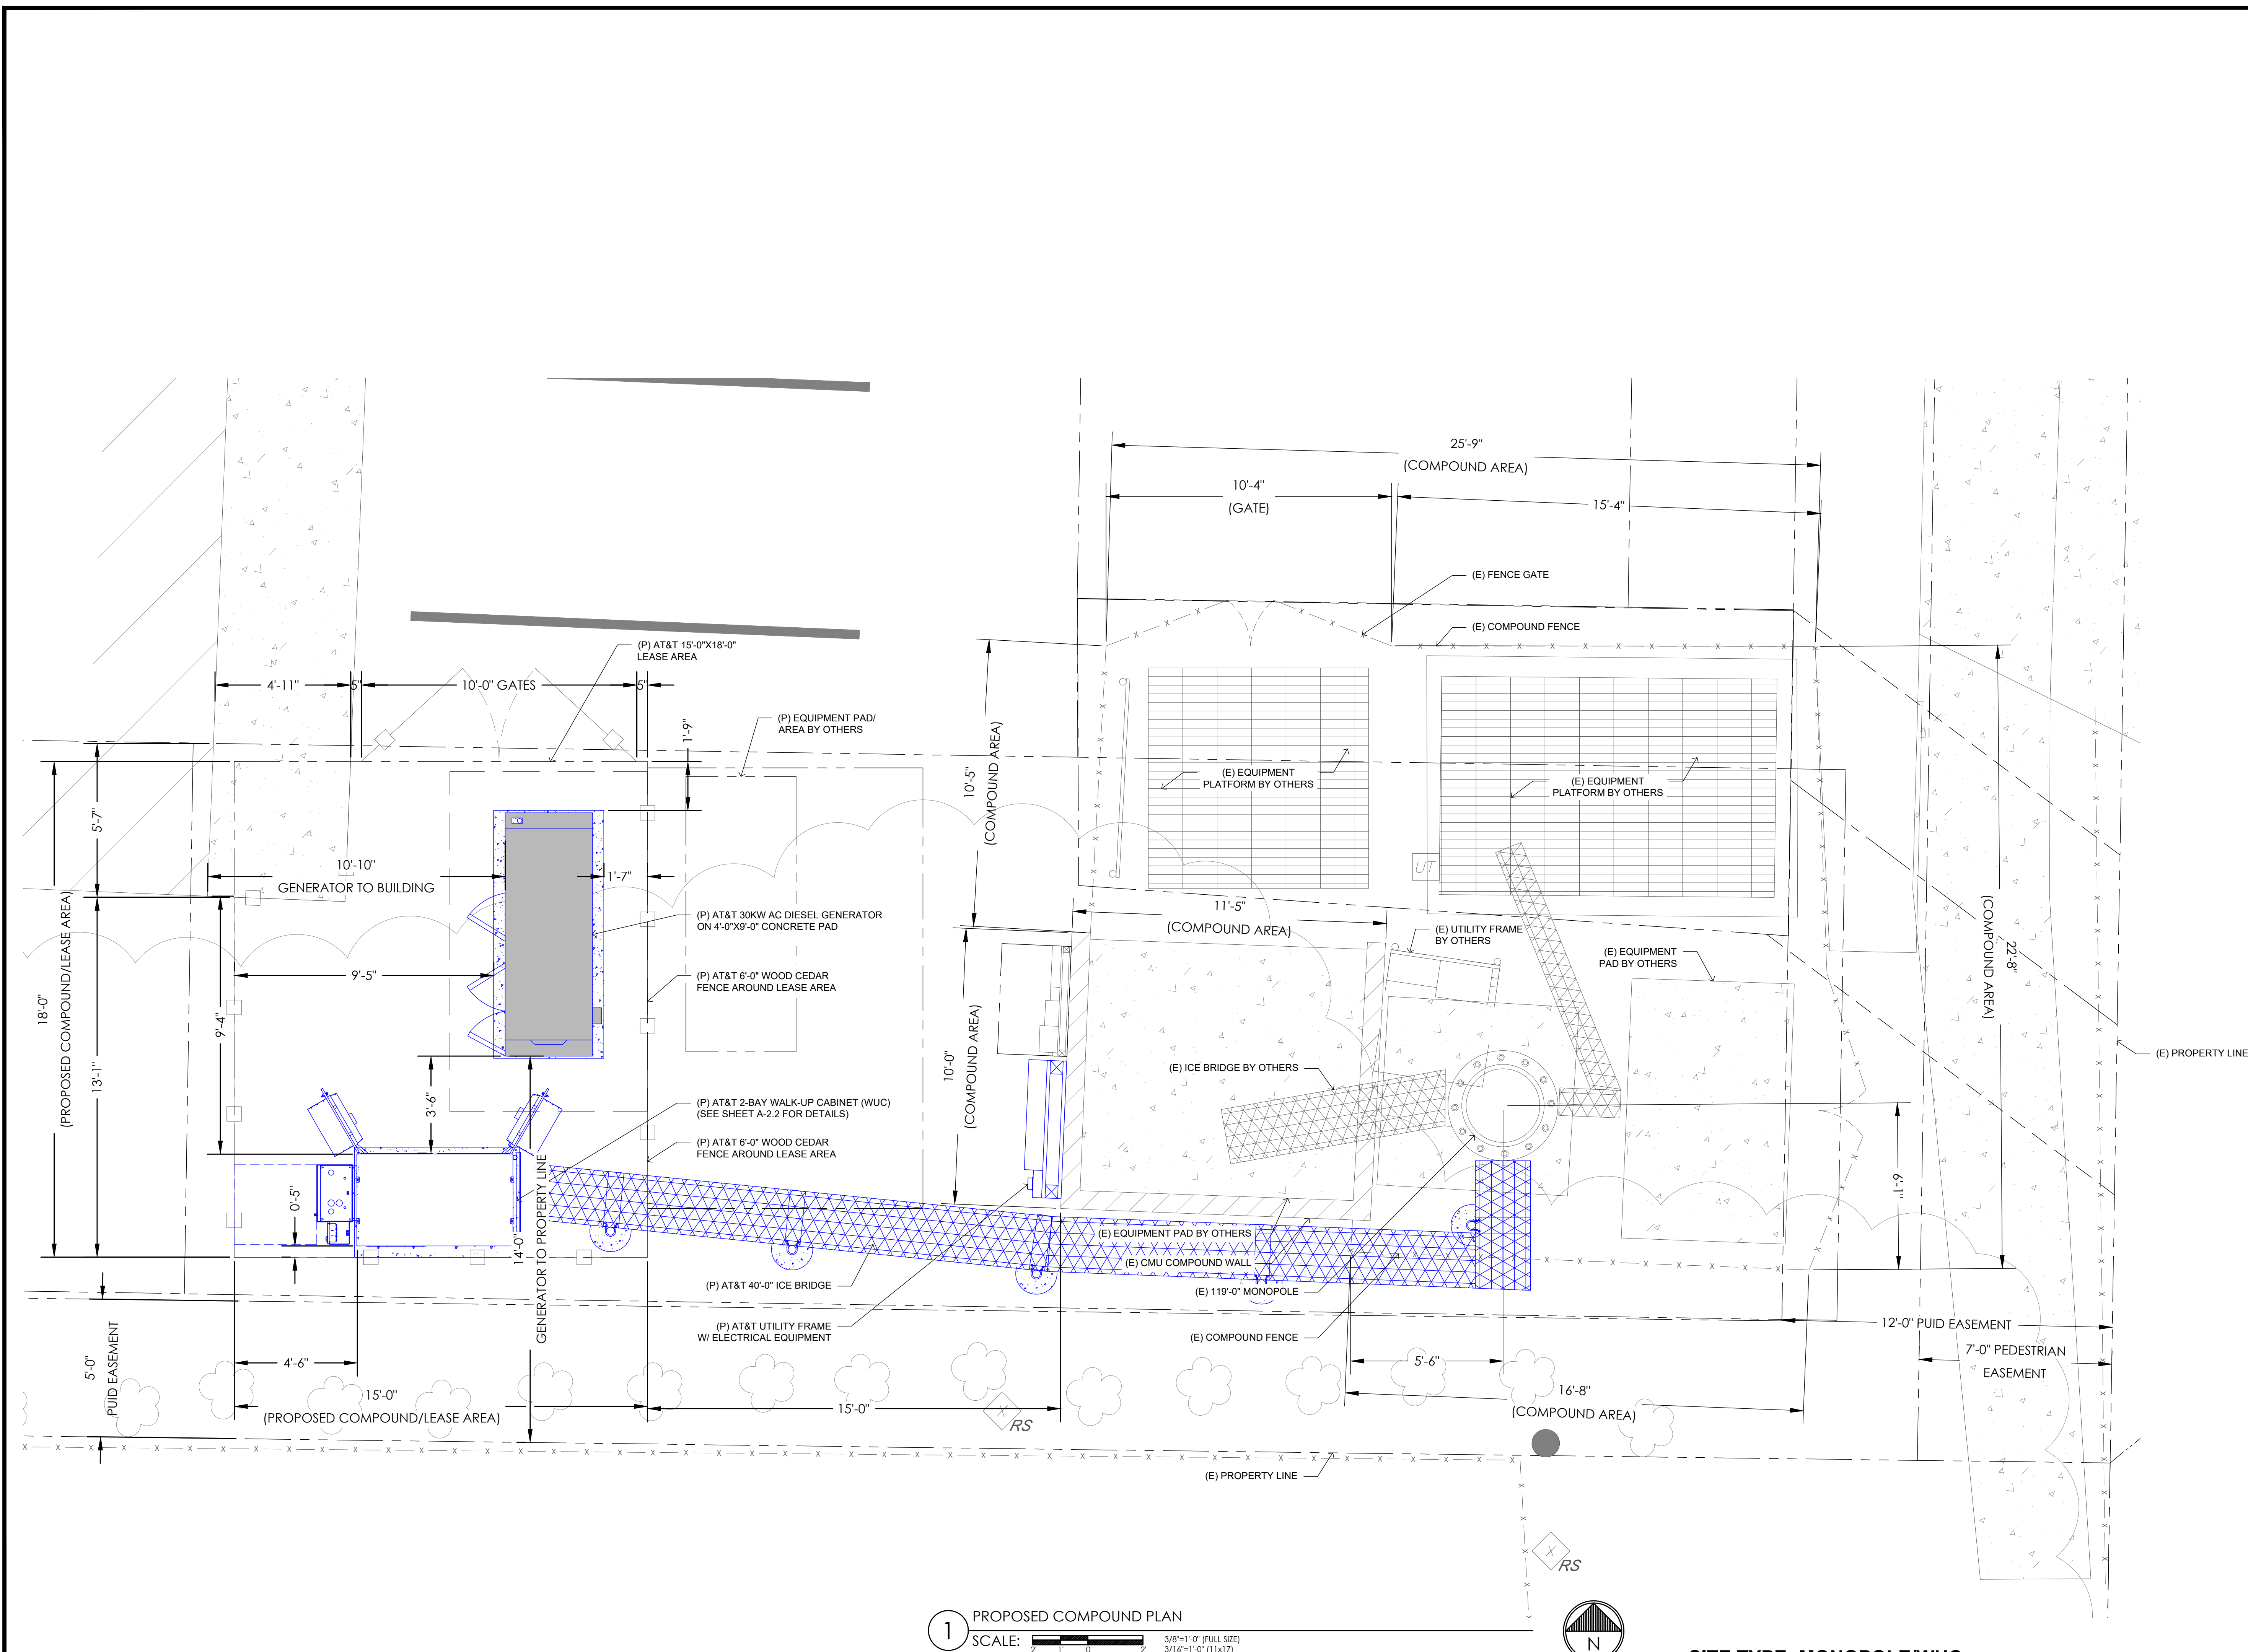 25'-9"
(COMPOUND AREA)
10'-4"
(GATE)
15'-4"
(E) FENCE GATE
(E) COMPOUND FENCE
(P) AT&T 15'-0"X18'-0"
LEASE AREA
4'-11"
5"
10'-0" GATES
5"
(P) EQUIPMENT PAD/
AREA BY OTHERS
1'-9"
10'-5"
(COMPOUND AREA)
(E) EQUIPMENT
PLATFORM BY OTHERS
(E) EQUIPMENT
PLATFORM BY OTHERS
5'-7"
10'-10"
GENERATOR TO BUILDING
1'-7"
UT
11'-5"
(COMPOUND AREA)
(P) AT&T 30KW AC DIESEL GENERATOR
ON 4'-0"X9'-0" CONCRETE PAD
(E) UTILITY FRAME
BY OTHERS
(E) EQUIPMENT
PAD BY OTHERS
22'-8"
(COMPOUND AREA)
9'-5"
(P) AT&T 6'-0" WOOD CEDAR
FENCE AROUND LEASE AREA
18'-0"
(PROPOSED COMPOUND/LEASE AREA)
9'-4"
13'-1"
10'-0"
(COMPOUND AREA)
(E) PROPERTY LINE
(E) ICE BRIDGE BY OTHERS
3'-6"
(P) AT&T 2-BAY WALK-UP CABINET (WUC)
(SEE SHEET A-2.2 FOR DETAILS)
(P) AT&T 6'-0" WOOD CEDAR
FENCE AROUND LEASE AREA
6'-1"
0'-5"
14'-0"
GENERATOR TO PROPERTY LINE
(E) EQUIPMENT PAD BY OTHERS
(E) CMU COMPOUND WALL
(P) AT&T 40'-0" ICE BRIDGE
(E) 119'-0" MONOPOLE
(P) AT&T UTILITY FRAME
W/ ELECTRICAL EQUIPMENT
(E) COMPOUND FENCE
12'-0" PUID EASEMENT
7'-0" PEDESTRIAN
EASEMENT
5'-0"
PUID EASEMENT
4'-6"
5'-6"
15'-0"
(PROPOSED COMPOUND/LEASE AREA)
15'-0"
16'-8"
(COMPOUND AREA)
X RS
(E) PROPERTY LINE
X RS
1
PROPOSED COMPOUND PLAN
SCALE:
2' 1' 0 2'
3/8"=1'-0" (FULL SIZE)
3/16"=1'-0" (11x17)
N